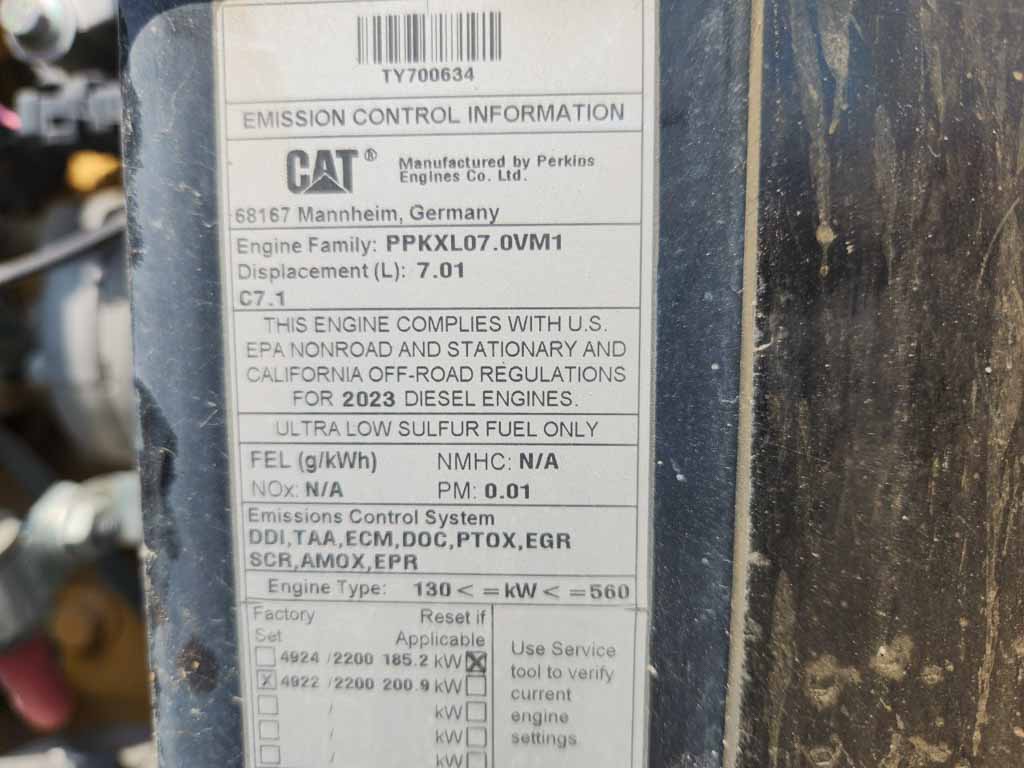 TY700634
EMISSION CONTROL INFORMATION
CAT® Manufactured by Perkins
Engines Co. Ltd.
68167 Mannheim, Germany
Engine Family: PPKXL07.0VM1
Displacement (L): 7.01
C7.1
THIS ENGINE COMPLIES WITH U.S.
EPA NONROAD AND STATIONARY AND
CALIFORNIA OFF-ROAD REGULATIONS
FOR 2023 DIESEL ENGINES.
ULTRA LOW SULFUR FUEL ONLY
FEL (g/kWh) NMHC: N/A
NOx: N/A PM: 0.01
Emissions Control System
DDI,TAA,ECM,DOC,PTOX,EGR
SCR,AMOX,EPR
Engine Type: 130 < = kW < = 560
Factory Reset if
Set Applicable
4924 /2200 185.2 kW X
X 4922 /2200 200.9 kW
/ kW
/ kW
/ kW
Use Service
tool to verify
current
engine
settings